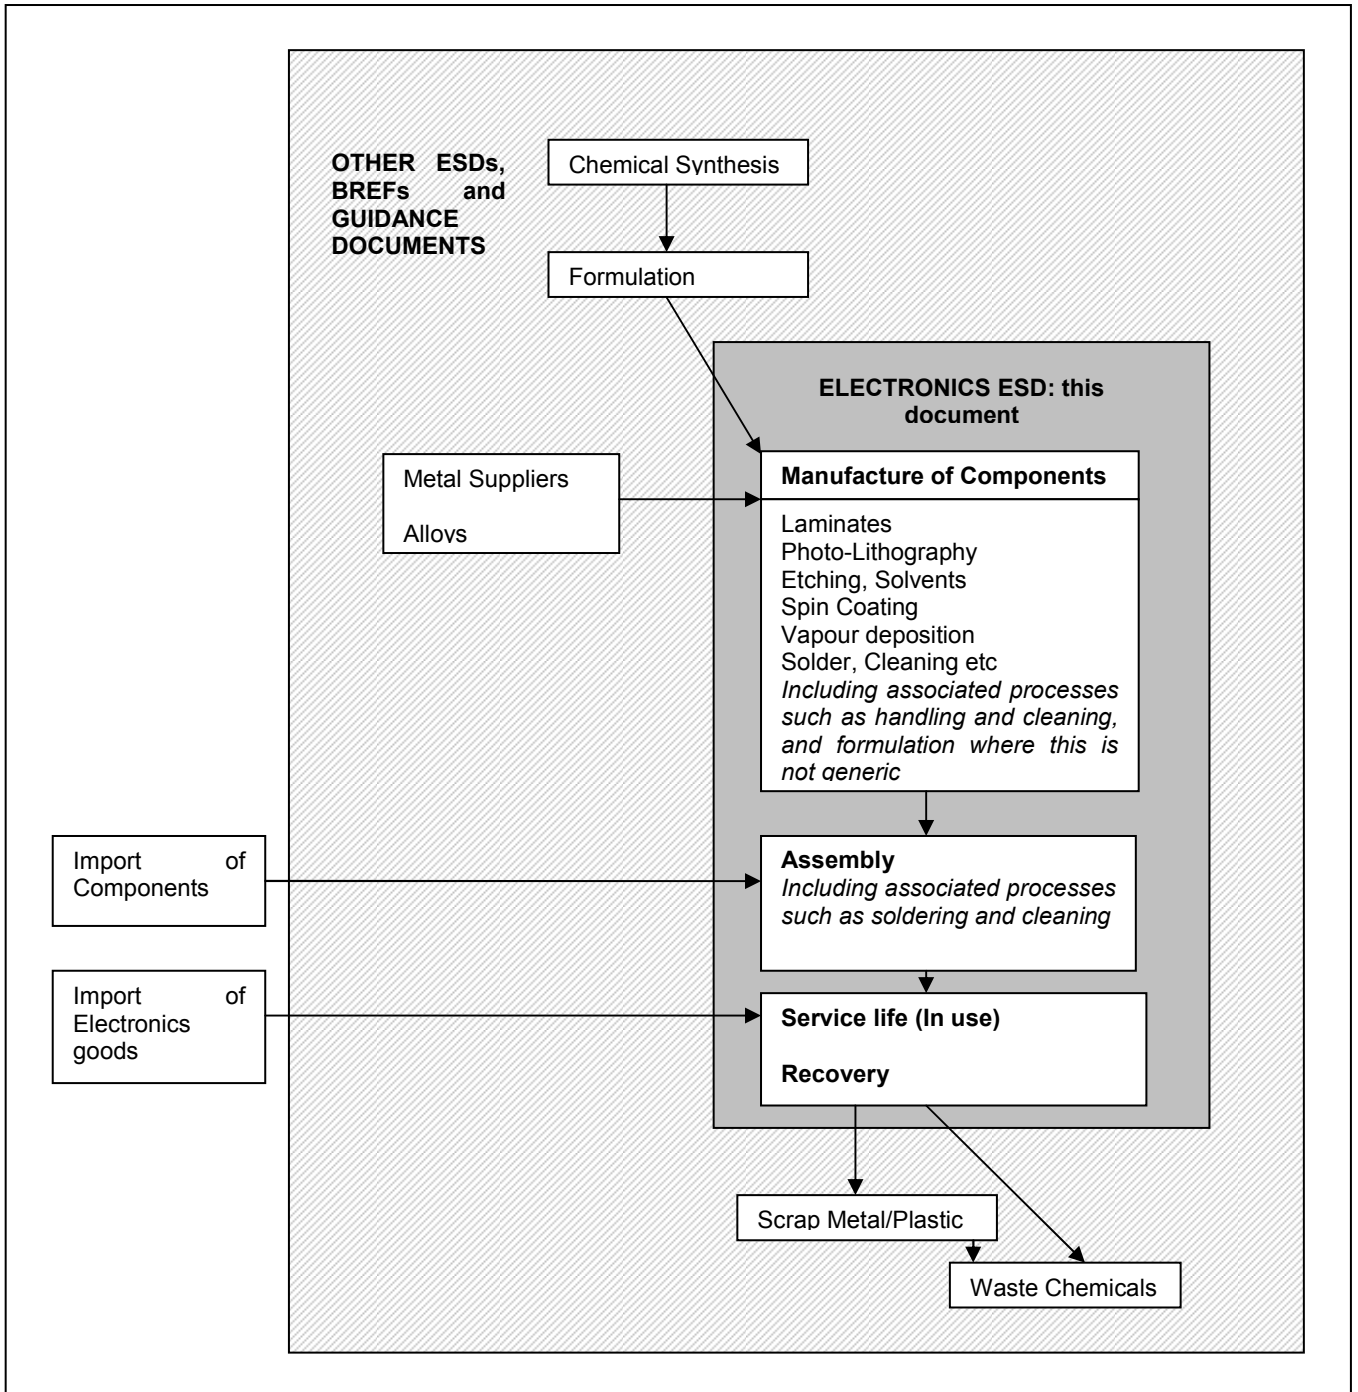 OTHER ESDs,
BREFs and
GUIDANCE
DOCUMENTS
Chemical Synthesis
Formulation
ELECTRONICS ESD: this
document
Metal Suppliers
Alloys
Manufacture of Components
Laminates
Photo-Lithography
Etching, Solvents
Spin Coating
Vapour deposition
Solder, Cleaning etc
Including associated processes
such as handling and cleaning,
and formulation where this is
not generic
Import of
Components
Assembly
Including associated processes
such as soldering and cleaning
Import of
Electronics
goods
Service life (In use)
Recovery
Scrap Metal/Plastic
Waste Chemicals